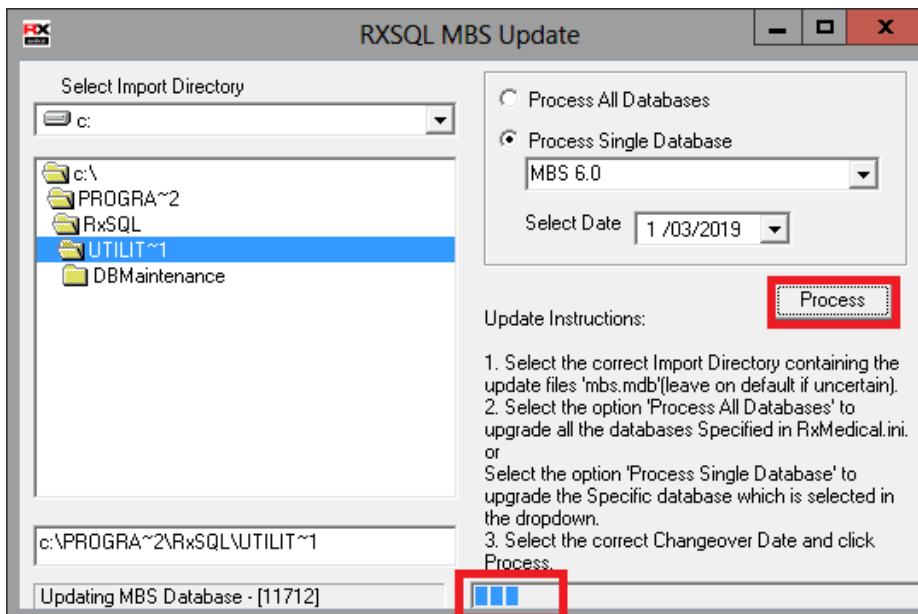 RX
RXSQL MBS Update
X
Select Import Directory
c:
c:\
PROGRA~2
RxSQL
UTILIT~1
DBMaintenance
c:\PROGRA~2\RxSQL\UTILIT~1
Updating MBS Database - [11712]
Process All Databases
Process Single Database
MBS 6.0
Select Date 1 /03/2019
Process
Update Instructions:
1. Select the correct Import Directory containing the
update files 'mbs.mdb'(leave on default if uncertain).
2. Select the option 'Process All Databases' to
upgrade all the databases Specified in RxMedical.ini.
or
Select the option 'Process Single Database' to
upgrade the Specific database which is selected in
the dropdown.
3. Select the correct Changeover Date and click
Process.